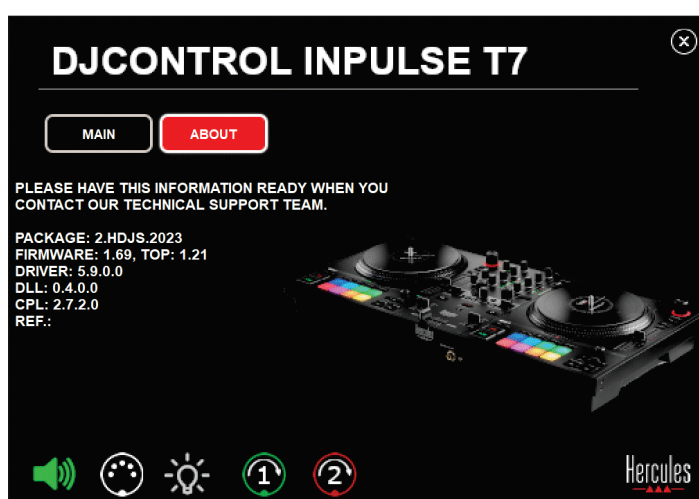 DJCONTROL INPULSE T7
MAIN
ABOUT
PLEASE HAVE THIS INFORMATION READY WHEN YOU
CONTACT OUR TECHNICAL SUPPORT TEAM.
PACKAGE: 2.HDJS.2023
FIRMWARE: 1.69, TOP: 1.21
DRIVER: 5.9.0.0
DLL: 0.4.0.0
CPL: 2.7.2.0
REF.:
1
2
Hercules